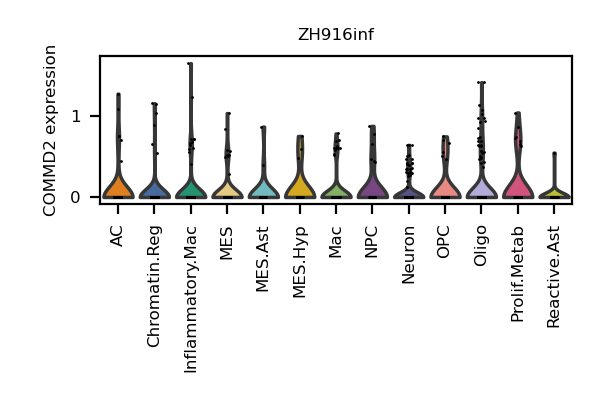 ZH916inf
COMMD2 expression
1
0
AC
Chromatin.Reg
Inflammatory.Mac
MES
MES.Ast
MES.Hyp
Mac
NPC
Neuron
OPC
Oligo
Prolif.Metab
Reactive.Ast